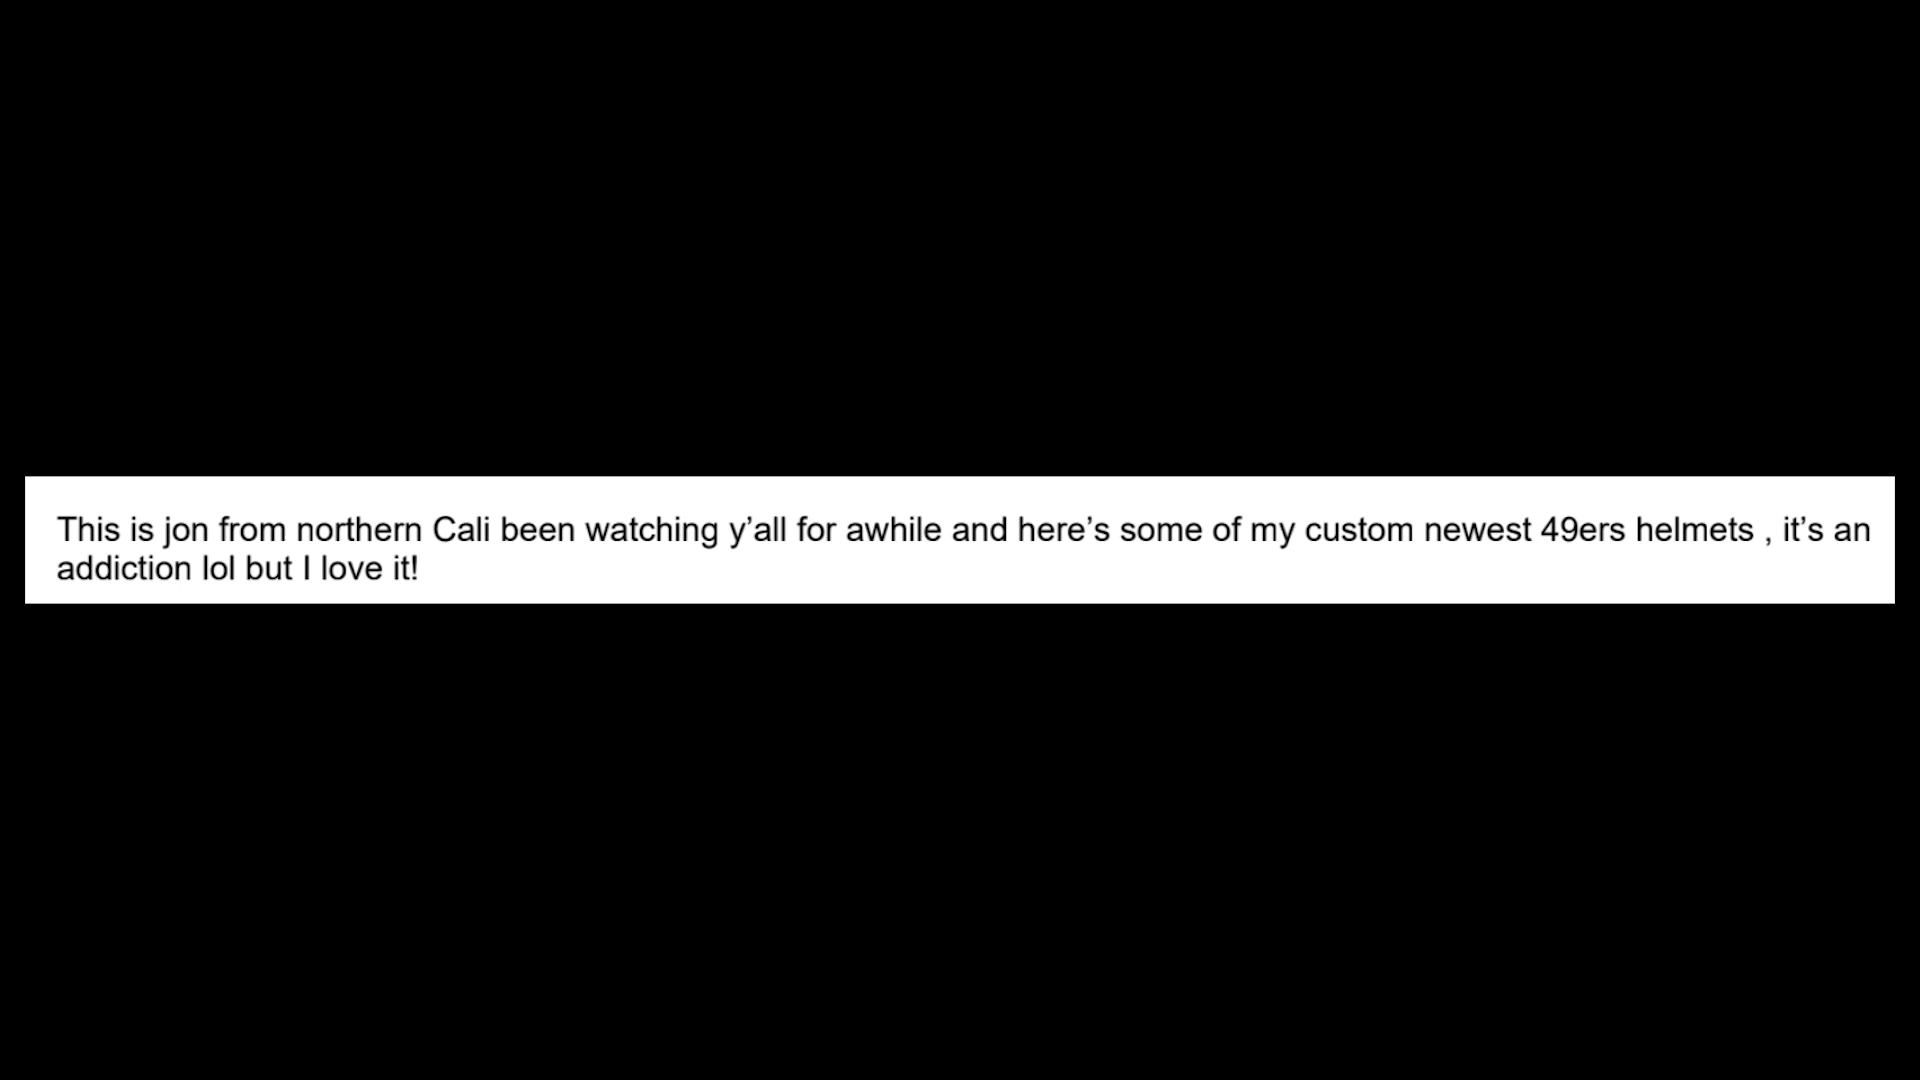 This is jon from northern Cali been watching y’all for awhile and here’s some of my custom newest 49ers helmets , it’s an
addiction lol but I love it!